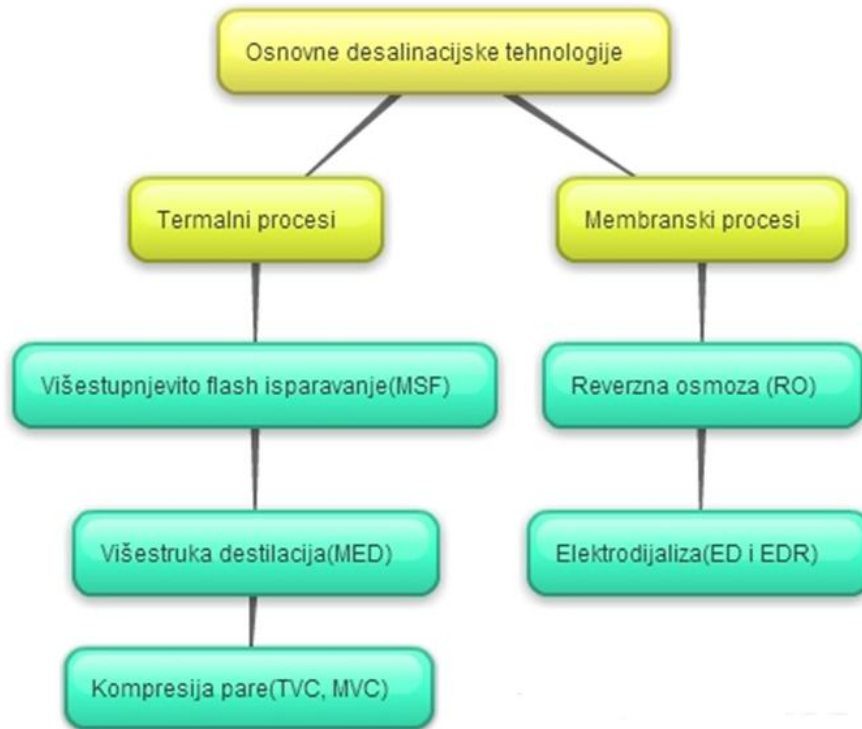 Osnovne desalinacijske tehnologije
Termalni procesi
Membranski procesi
Višestupnjevito flash isparavanje(MSF)
Reverzna osmoza (RO)
Višestruka destilacija(MED)
Elektrodijaliza(ED i EDR)
Kompresija pare(TVC, MVC)